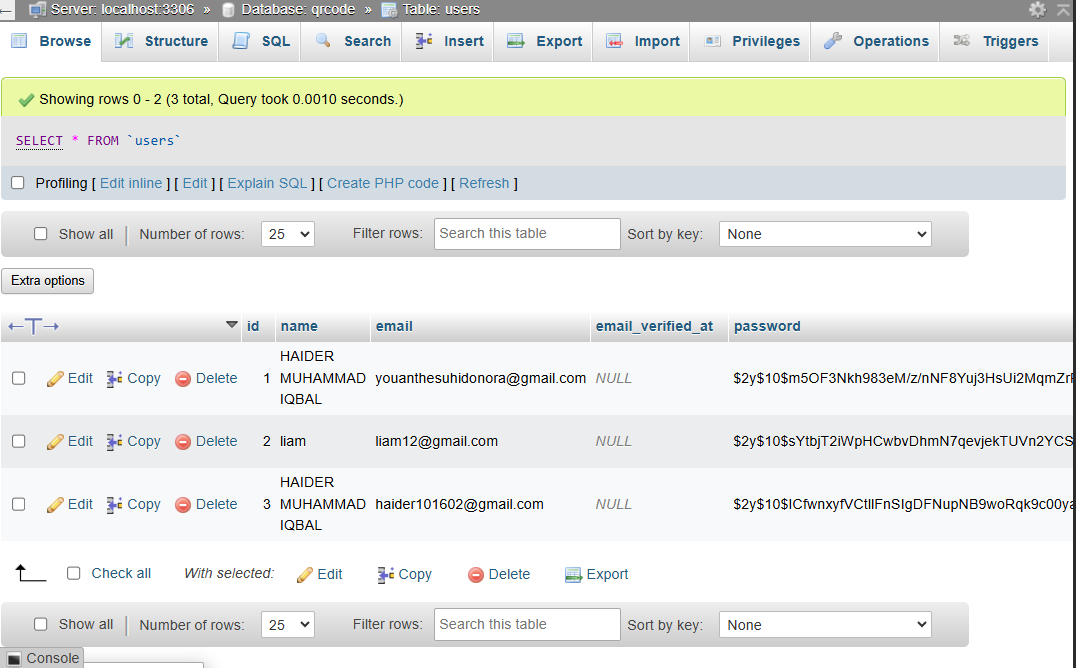 Server: localhost:3306 » Database: qrcode » Table: users
Browse Structure SQL Search Insert Export Import Privileges Operations Triggers
Showing rows 0 - 2 (3 total, Query took 0.0010 seconds.)
SELECT * FROM `users`
Profiling [ Edit inline ] [ Edit ] [ Explain SQL ] [ Create PHP code ] [ Refresh ]
Show all Number of rows: 25 Filter rows: Search this table Sort by key: None
Extra options
←T→ id name email email_verified_at password
Edit Copy Delete 1 HAIDER MUHAMMAD IQBAL youanthesuhidonora@gmail.com NULL $2y$10$m5OF3Nkh983eM/z/nNF8Yuj3HsUi2MqmZr
Edit Copy Delete 2 liam liam12@gmail.com NULL $2y$10$sYtbjT2iWpHCwbvDhmN7qevjekTUVn2YCS
Edit Copy Delete 3 HAIDER MUHAMMAD IQBAL haider101602@gmail.com NULL
Check all With selected: Edit Copy Delete Export
Show all Number of rows: 25 Filter rows: Search this table Sort by key: None
Console